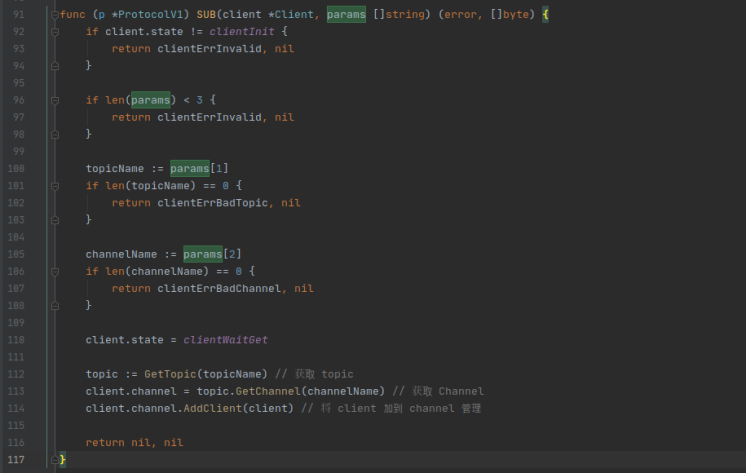 91 func (p *ProtocolV1) SUB(client *Client, params []string) (error, []byte) {
92 if client.state != clientInit {
93 return clientErrInvalid, nil
94 }
95
96 if len(params) < 3 {
97 return clientErrInvalid, nil
98 }
99
100 topicName := params[1]
101 if len(topicName) == 0 {
102 return clientErrBadTopic, nil
103 }
104
105 channelName := params[2]
106 if len(channelName) == 0 {
107 return clientErrBadChannel, nil
108 }
109
110 client.state = clientWaitGet
111
112 topic := GetTopic(topicName) // 获取 topic
113 client.channel = topic.GetChannel(channelName) // 获取 Channel
114 client.channel.AddClient(client) // 将 client 加到 channel 管理
115
116 return nil, nil
117 }